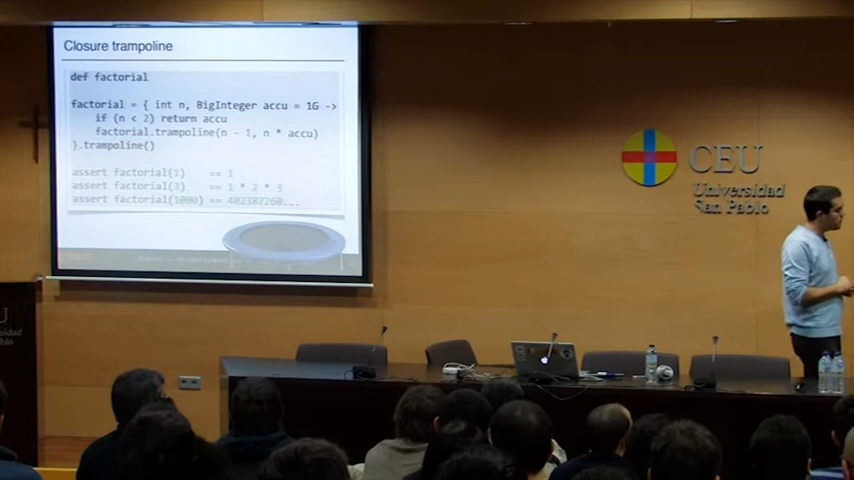 Closure trampoline
def factorial
factorial = { int n, BigInteger accu = 1G ->
if (n < 2) return accu
factorial.trampoline(n - 1, n * accu)
}.trampoline()
assert factorial(1) == 1
assert factorial(3) == 1 * 2 * 3
assert factorial(1000) == 402387260...
CEU
Universidad
San Pablo